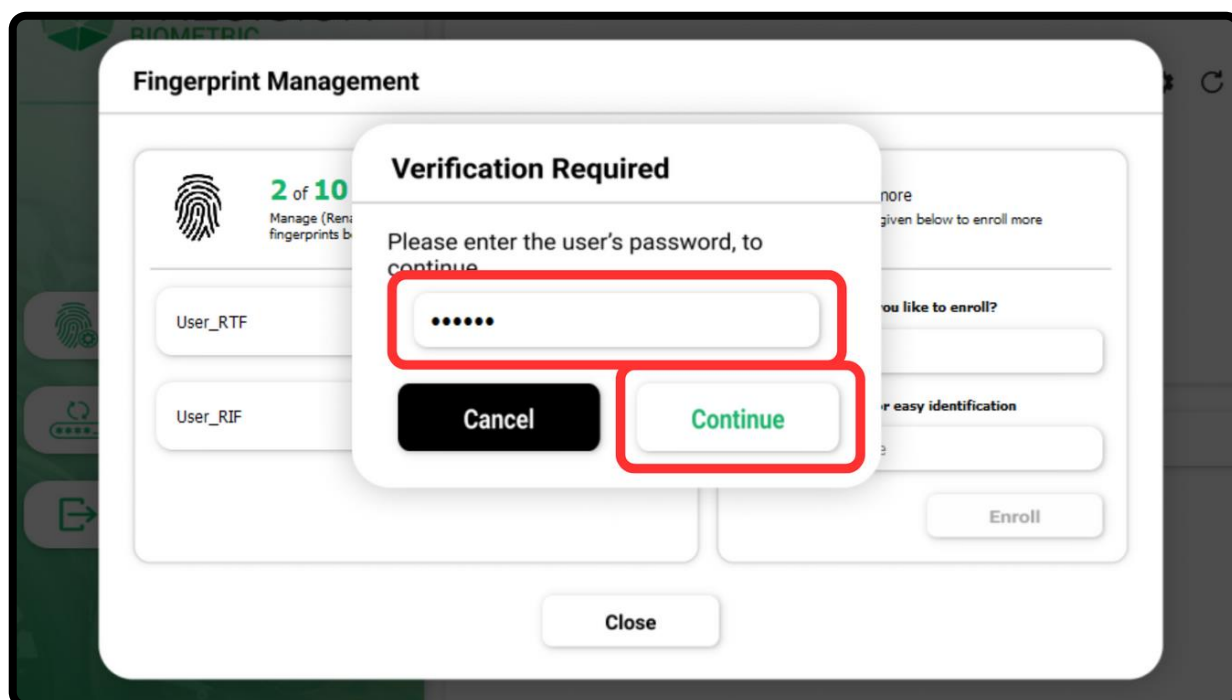 BIOMETRIC
Fingerprint Management
Verification Required
2 of 10
Manage (Rena
fingerprints b
more
given below to enroll more
Please enter the user's password, to
continue
User_RTF
••••••
ou like to enroll?
User_RIF
Cancel
Continue
r easy identification
Enroll
Close